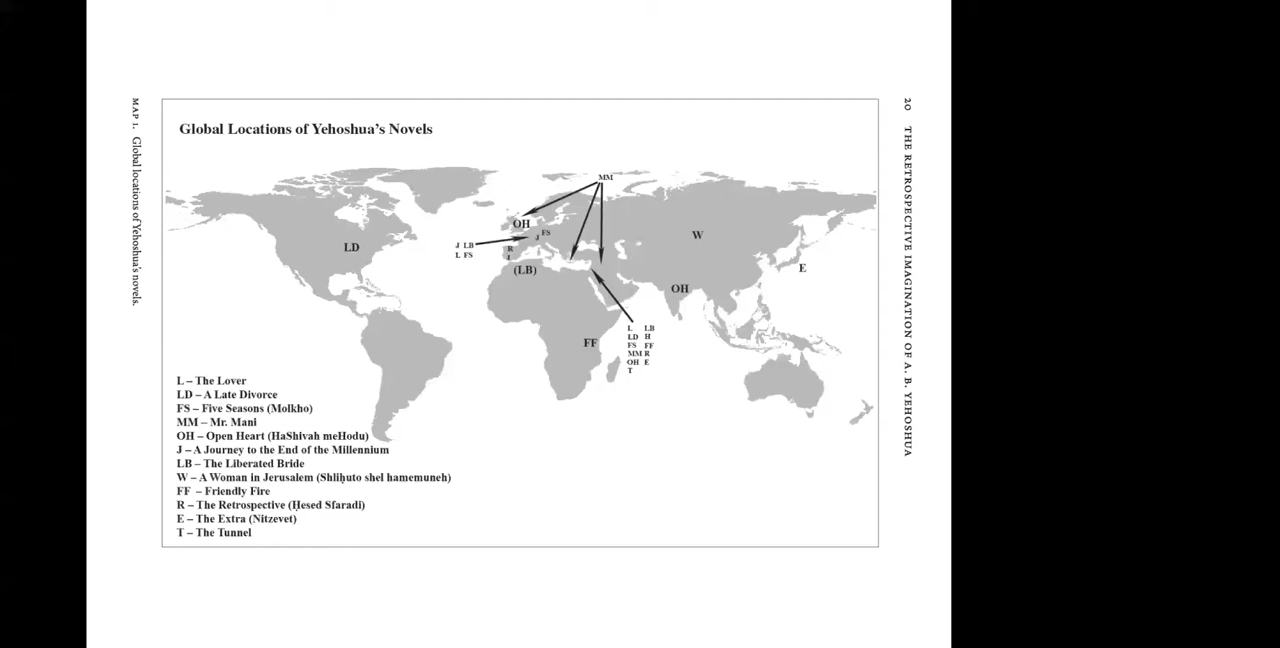 20 THE RETROSPECTIVE IMAGINATION OF A. B. YEHOSHUA
Global Locations of Yehoshua's Novels
MM
OH
FS
J
J LB
L FS
R
J
(LB)
LD
W
E
OH
FF
L LB
LD H
FS FF
MM R
OH E
T
L – The Lover
LD – A Late Divorce
FS – Five Seasons (Molkho)
MM – Mr. Mani
OH – Open Heart (HaShivah meHodu)
J – A Journey to the End of the Millennium
LB – The Liberated Bride
W – A Woman in Jerusalem (Shliḥuto shel hamemuneh)
FF – Friendly Fire
R – The Retrospective (Ḥesed Sfaradi)
E – The Extra (Nitzevet)
T – The Tunnel
MAP 1. Global locations of Yehoshua's novels.